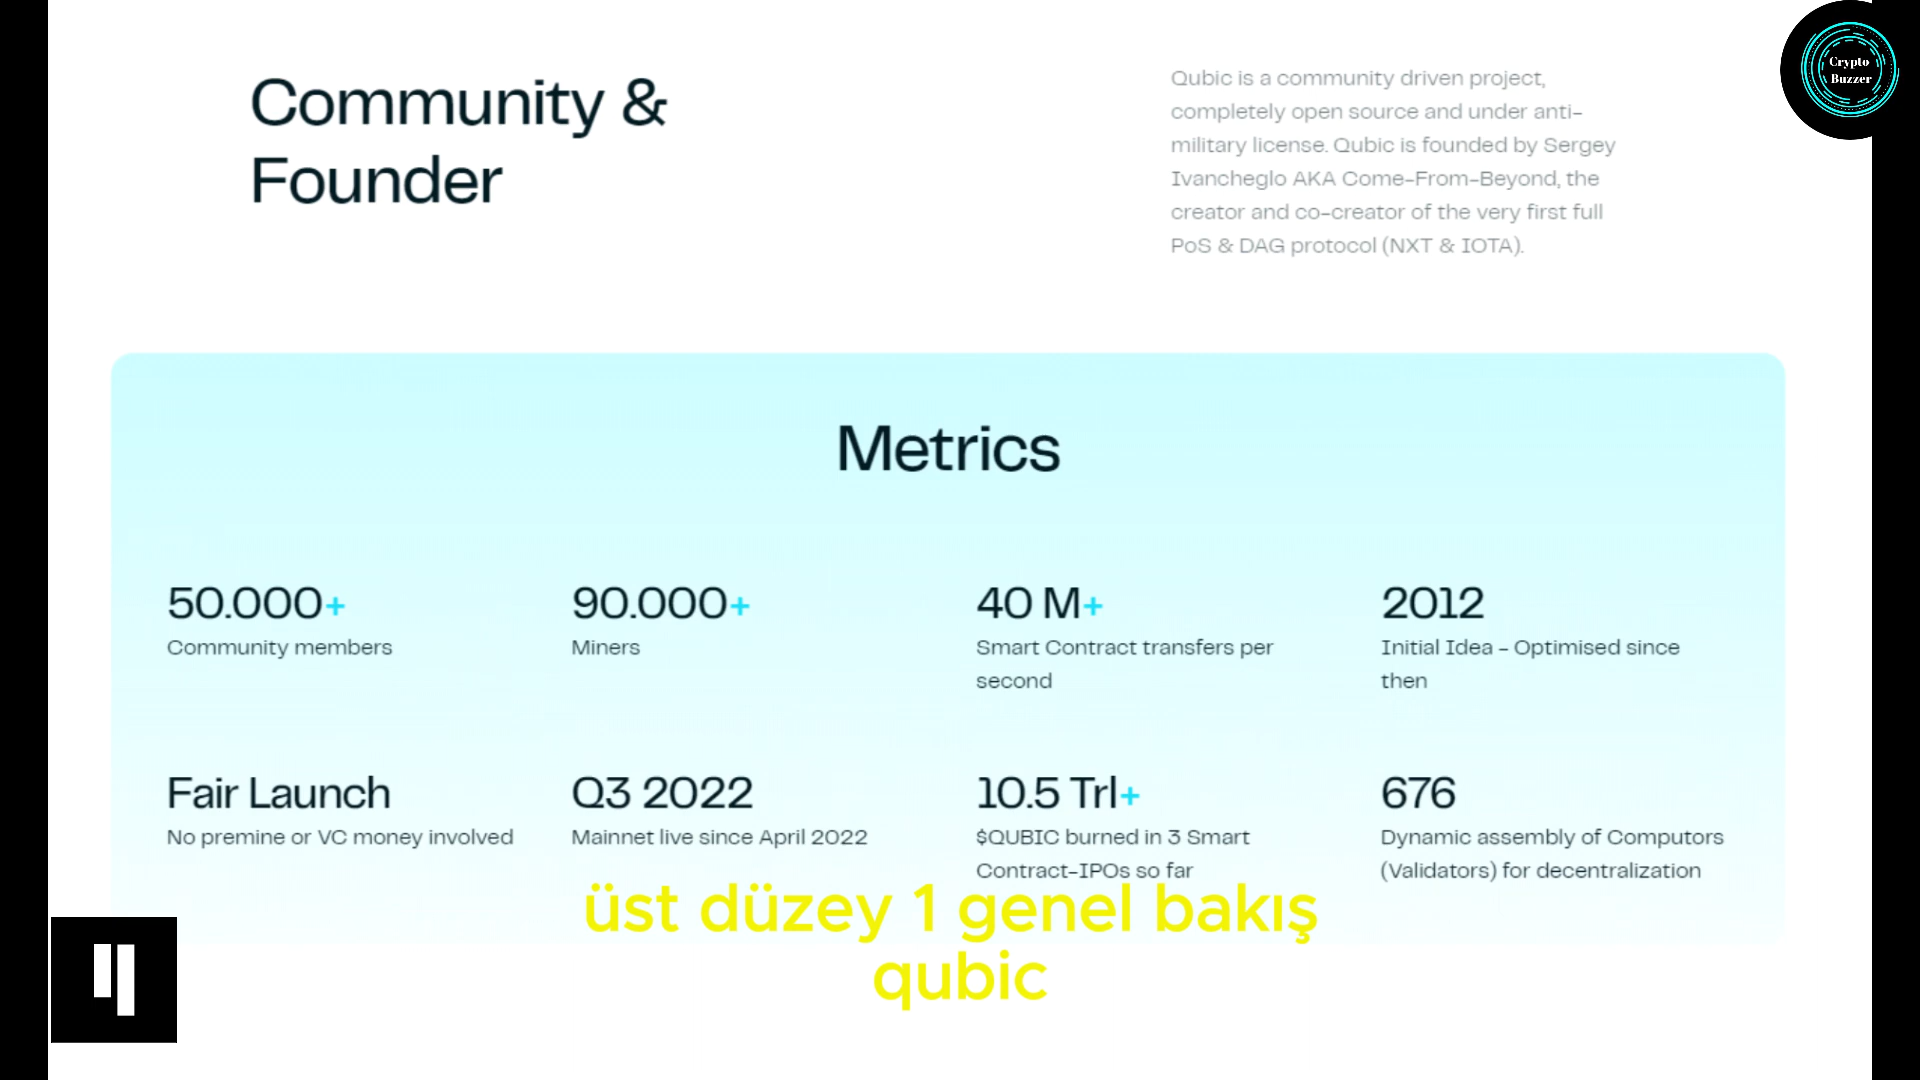 Community &
Founder
Qubic is a community driven project,
completely open source and under anti-
military license. Qubic is founded by Sergey
Ivancheglo AKA Come-From-Beyond, the
creator and co-creator of the very first full
PoS & DAG protocol (NXT & IOTA).
Crypto
Buzzer
Metrics
50.000+
Community members
90.000+
Miners
40 M+
Smart Contract transfers per
second
2012
Initial Idea - Optimised since
then
Fair Launch
No premine or VC money involved
Q3 2022
Mainnet live since April 2022
10.5 Trl+
$QUBIC burned in 3 Smart
Contract-IPOs so far
676
Dynamic assembly of Computors
(Validators) for decentralization
üst düzey 1 genel bakış
qubic